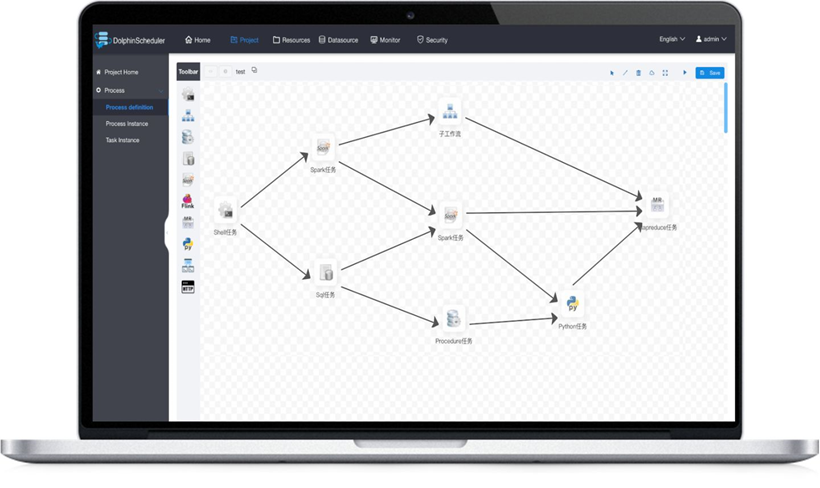 DolphinScheduler
Home
Project
Resources
Datasource
Monitor
Security
English
admin
Project Home
Process
Process definition
Process Instance
Task Instance
Toolbar
test
Save
Flink
MR
py
HTTP
子工作流
Spark任务
Shell任务
Spark任务
MR
apreduce任务
Sql任务
py
Python任务
Procedure任务